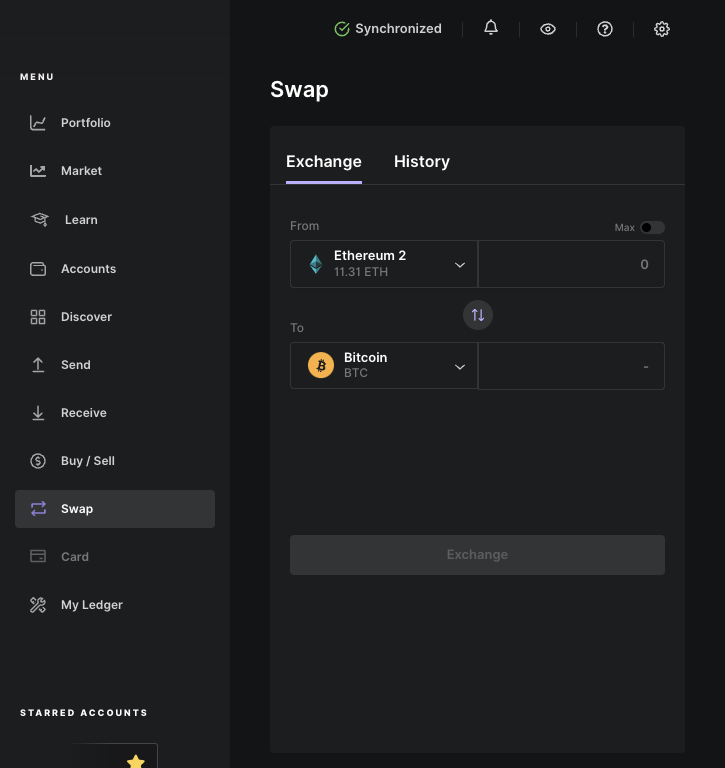 Synchronized
MENU
Swap
Portfolio
Exchange History
Market
Learn
From Max
Accounts
Ethereum 2
11.31 ETH
0
Discover
To
Send
Bitcoin
BTC
-
Receive
Buy / Sell
Swap
Card
Exchange
My Ledger
STARRED ACCOUNTS